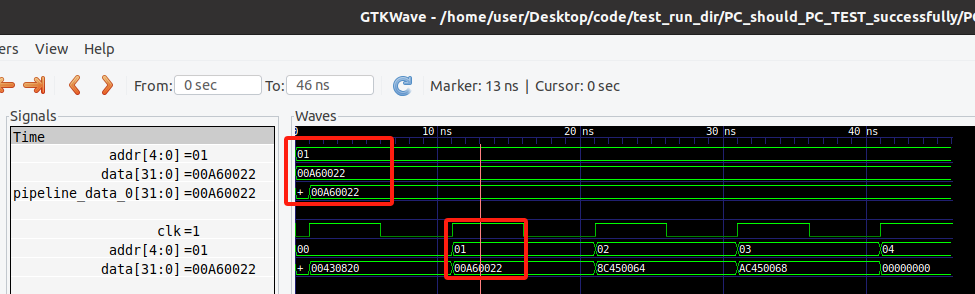 GTKWave - /home/user/Desktop/code/test_run_dir/PC_should_PC_TEST_successfully/P
ers View Help
From: 0 sec To: 46 ns Marker: 13 ns | Cursor: 0 sec
Signals Waves
Time 0 10 ns 20 ns 30 ns 40 ns
addr[4:0] =01 01
data[31:0] =00A60022 00A60022
pipeline_data_0[31:0] =00A60022 + 00A60022
clk =1
addr[4:0] =01 00 01 02 03 04
data[31:0] =00A60022 + 00430820 00A60022 8C450064 AC450068 00000000